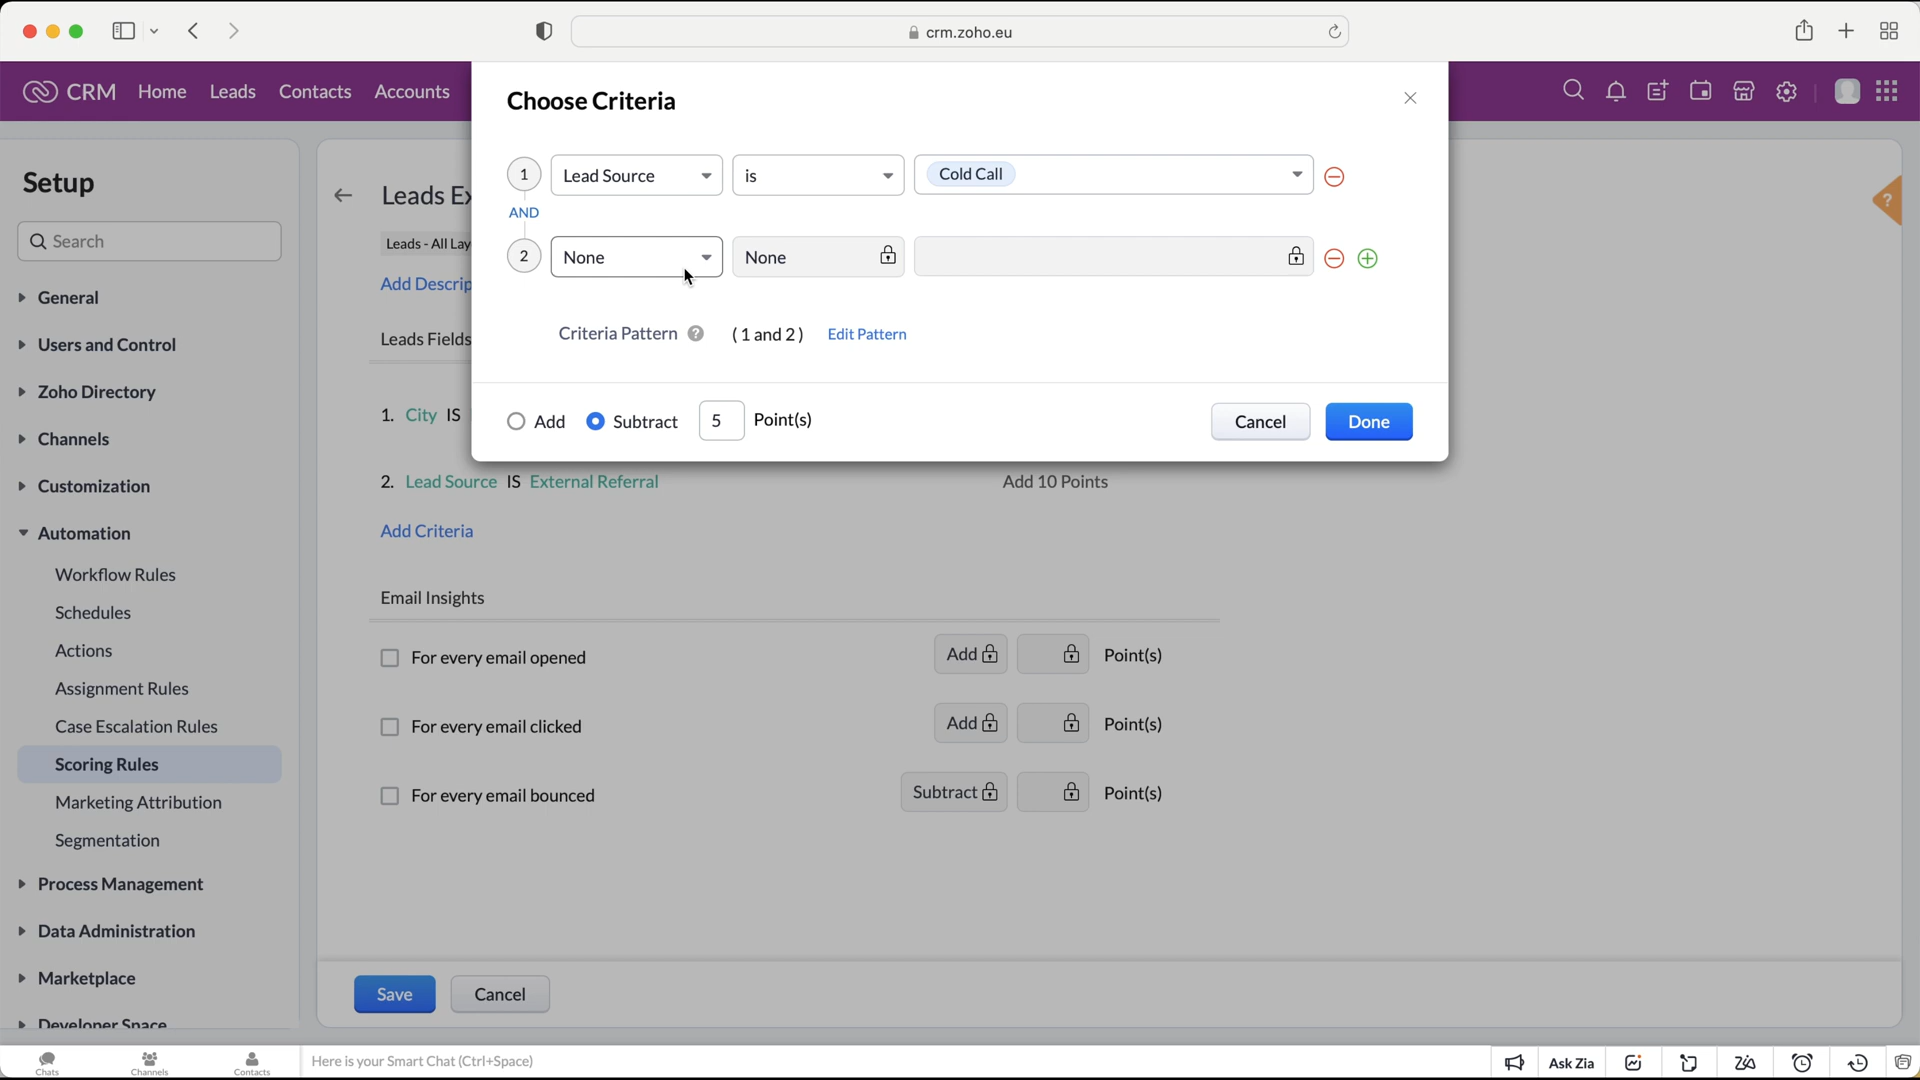 crm.zoho.eu
CRM Home Leads Contacts Accounts
Choose Criteria
1 Lead Source is Cold Call
AND
2 None None
Criteria Pattern ? ( 1 and 2 ) Edit Pattern
Add Subtract 5 Point(s) Cancel Done
Setup
Search
General
Users and Control
Zoho Directory
Channels
Customization
Automation
Workflow Rules
Schedules
Actions
Assignment Rules
Case Escalation Rules
Scoring Rules
Marketing Attribution
Segmentation
Process Management
Data Administration
Marketplace
Developer Space
Leads Ex
?
Leads - All Lay
Add Descrip
Leads Fields
1. City IS
2. Lead Source IS External Referral Add 10 Points
Add Criteria
Email Insights
For every email opened Add Point(s)
For every email clicked Add Point(s)
For every email bounced Subtract Point(s)
Save Cancel
Chats Channels Contacts Here is your Smart Chat (Ctrl+Space) Ask Zia